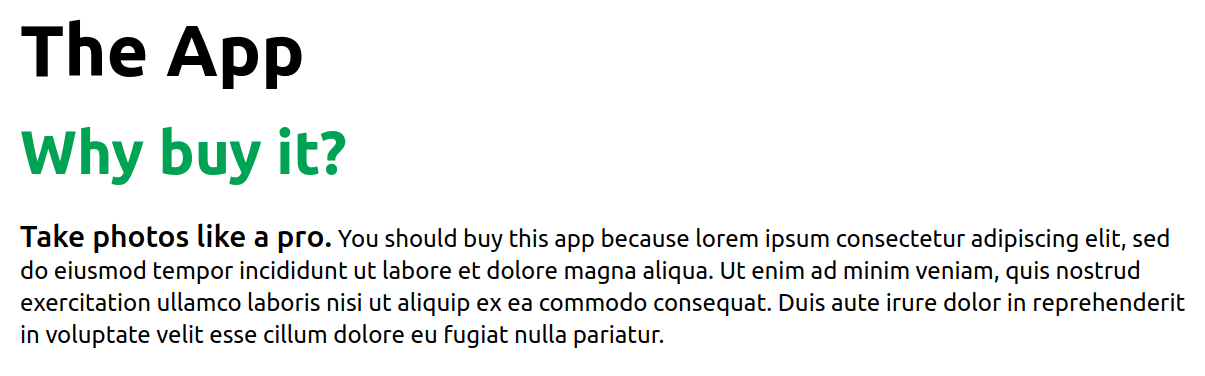 The App
Why buy it?
Take photos like a pro. You should buy this app because lorem ipsum consectetur adipiscing elit, sed
do eiusmod tempor incididunt ut labore et dolore magna aliqua. Ut enim ad minim veniam, quis nostrud
exercitation ullamco laboris nisi ut aliquip ex ea commodo consequat. Duis aute irure dolor in reprehenderit
in voluptate velit esse cillum dolore eu fugiat nulla pariatur.